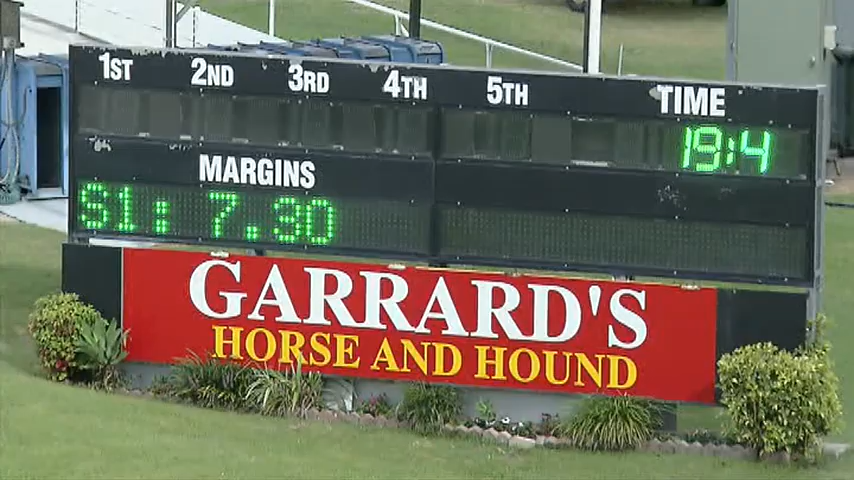 1ST 2ND 3RD 4TH 5TH TIME
19:4
MARGINS
S1: 7.30
GARRARD'S
HORSE AND HOUND